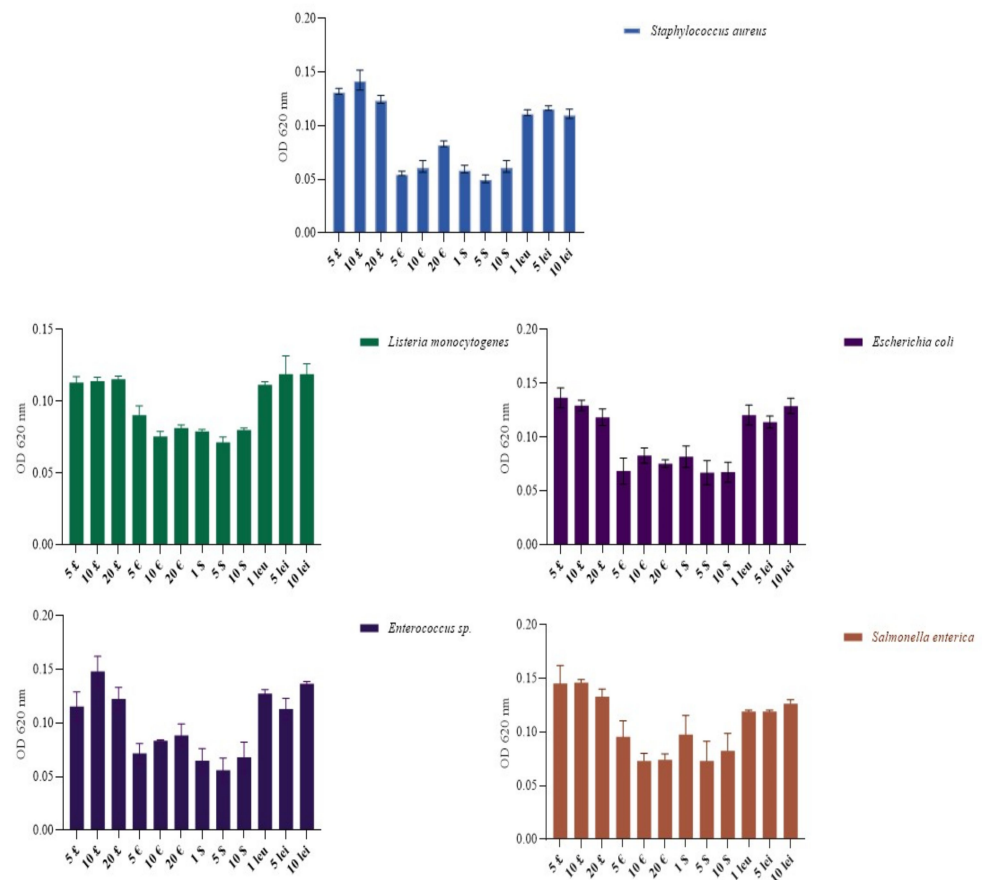 0.20
Staphylococcus aureus
0.15
0.10
0.05
0.00
OD 620 nm
5 £
10 £
20 £
5 €
10 €
20 €
1 S
5 S
10 S
1 leu
5 lei
10 lei
0.15
Listeria monocytogenes
0.10
0.05
0.00
OD 620 nm
5 £
10 £
20 £
5 €
10 €
20 €
1 S
5 S
10 S
1 leu
5 lei
10 lei
0.20
Escherichia coli
0.15
0.10
0.05
0.00
OD 620 nm
5 £
10 £
20 £
5 €
10 €
20 €
1 S
5 S
10 S
1 leu
5 lei
10 lei
0.20
Enterococcus sp.
0.15
0.10
0.05
0.00
OD 620 nm
5 £
10 £
20 £
5 €
10 €
20 €
1 S
5 S
10 S
1 leu
5 lei
10 lei
0.20
Salmonella enterica
0.15
0.10
0.05
0.00
OD 620 nm
5 £
10 £
20 £
5 €
10 €
20 €
1 S
5 S
10 S
1 leu
5 lei
10 lei